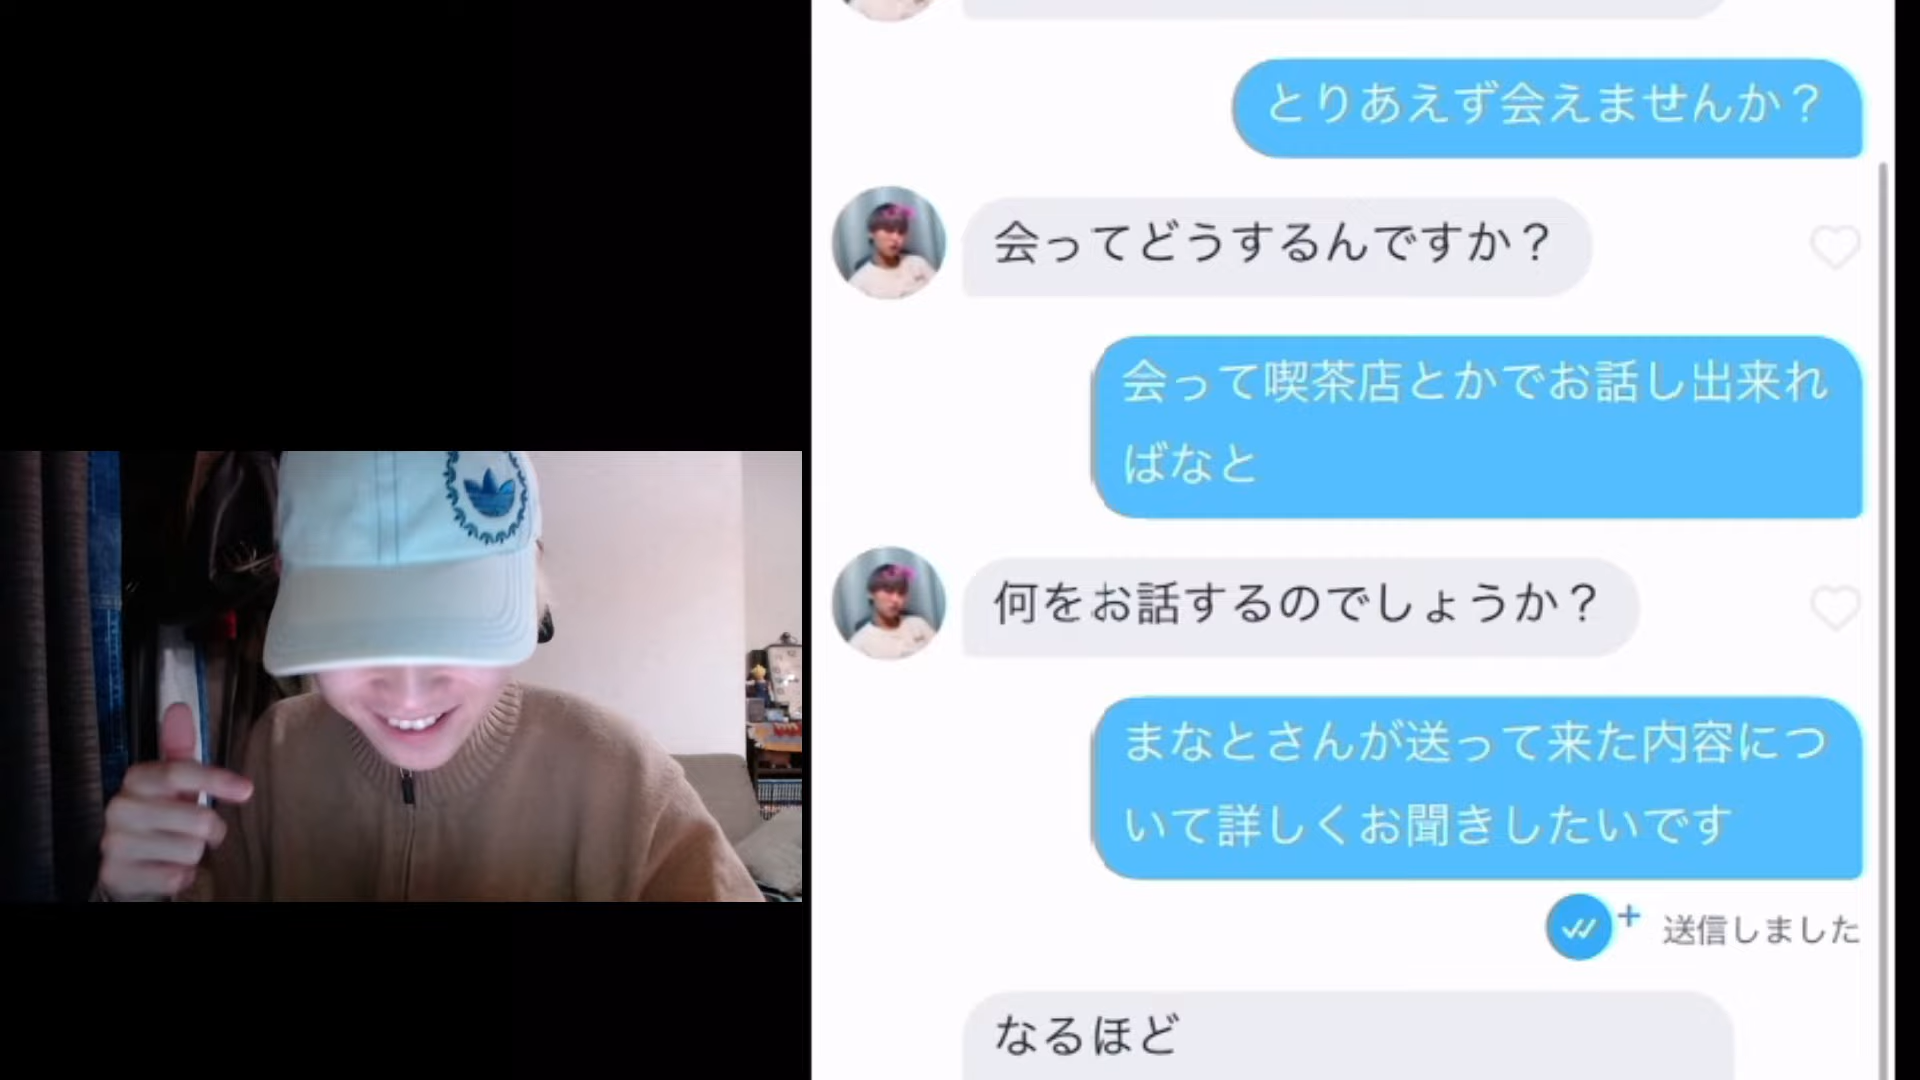 とりあえず会えませんか？
会ってどうするんですか？
会って喫茶店とかでお話し出来れ
ばなと
何をお話するのでしょうか？
まなとさんが送って来た内容につ
いて詳しくお聞きしたいです
送信しました
なるほど